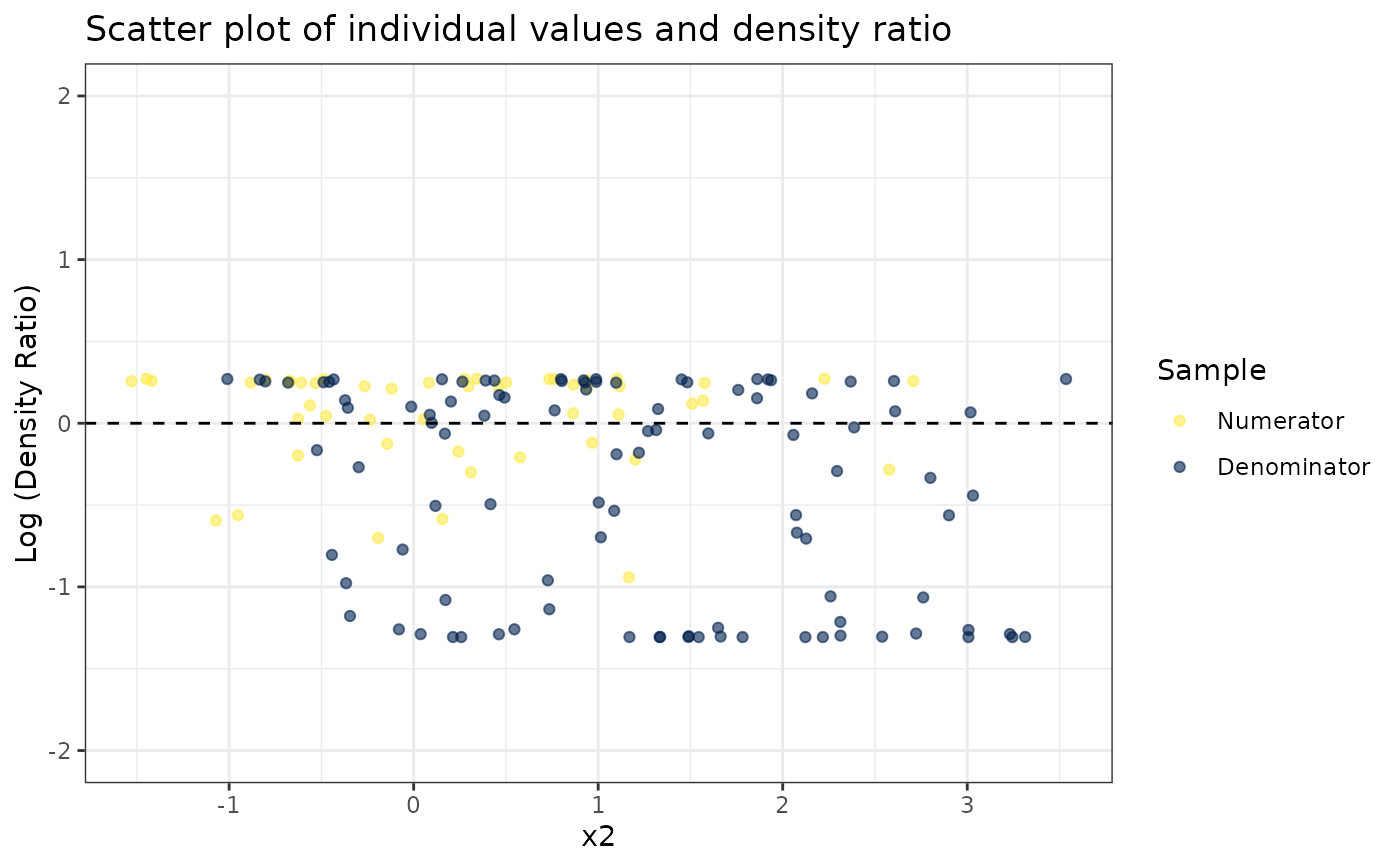 Scatter plot of individual values and density ratio
2
1
0
-1
-2
Log (Density Ratio)
-1
0
1
2
3
x2
Sample
Numerator
Denominator